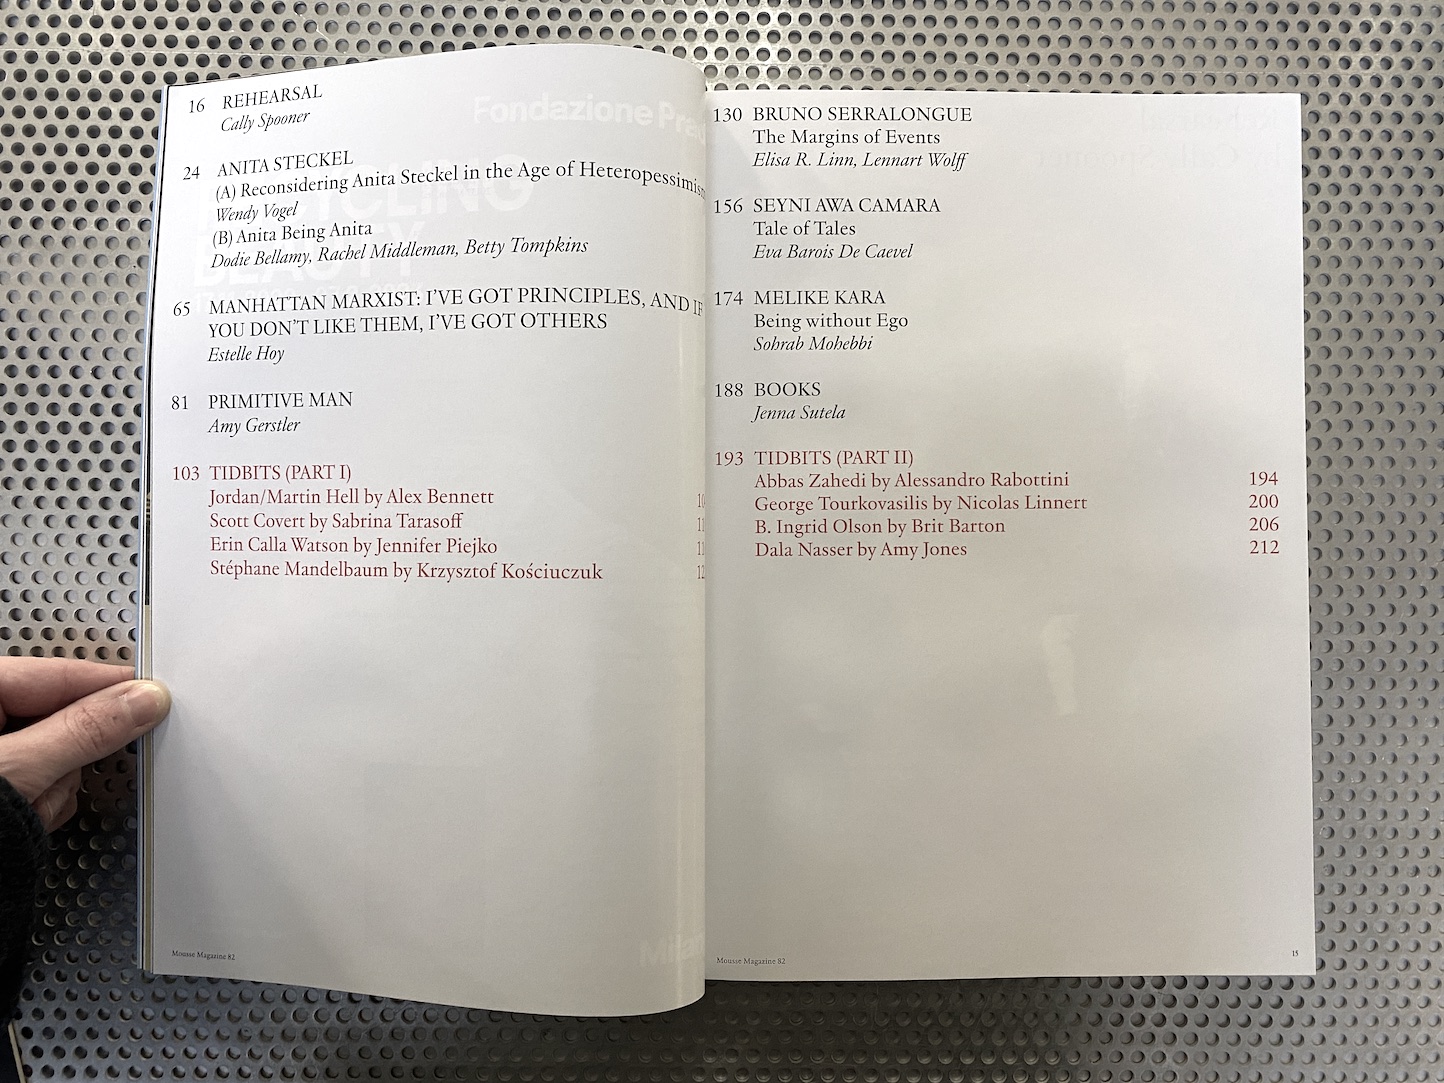 16 REHEARSAL
Cally Spooner
24 ANITA STECKEL
(A) Reconsidering Anita Steckel in the Age of Heteropessimism
Wendy Vogel
(B) Anita Being Anita
Dodie Bellamy, Rachel Middleman, Betty Tompkins
65 MANHATTAN MARXIST: I’VE GOT PRINCIPLES, AND IF
YOU DON’T LIKE THEM, I’VE GOT OTHERS
Estelle Hoy
81 PRIMITIVE MAN
Amy Gerstler
103 TIDBITS (PART I)
Jordan/Martin Hell by Alex Bennett
Scott Covert by Sabrina Tarasoff
Erin Calla Watson by Jennifer Piejko
Stéphane Mandelbaum by Krzysztof Kościuczuk
Mousse Magazine 82
130 BRUNO SERRALONGUE
The Margins of Events
Elisa R. Linn, Lennart Wolff
156 SEYNI AWA CAMARA
Tale of Tales
Eva Barois De Caevel
174 MELIKE KARA
Being without Ego
Sohrab Mohebbi
188 BOOKS
Jenna Sutela
193 TIDBITS (PART II)
Abbas Zahedi by Alessandro Rabottini 194
George Tourkovasilis by Nicolas Linnert 200
B. Ingrid Olson by Brit Barton 206
Dala Nasser by Amy Jones 212
Mousse Magazine 82
15